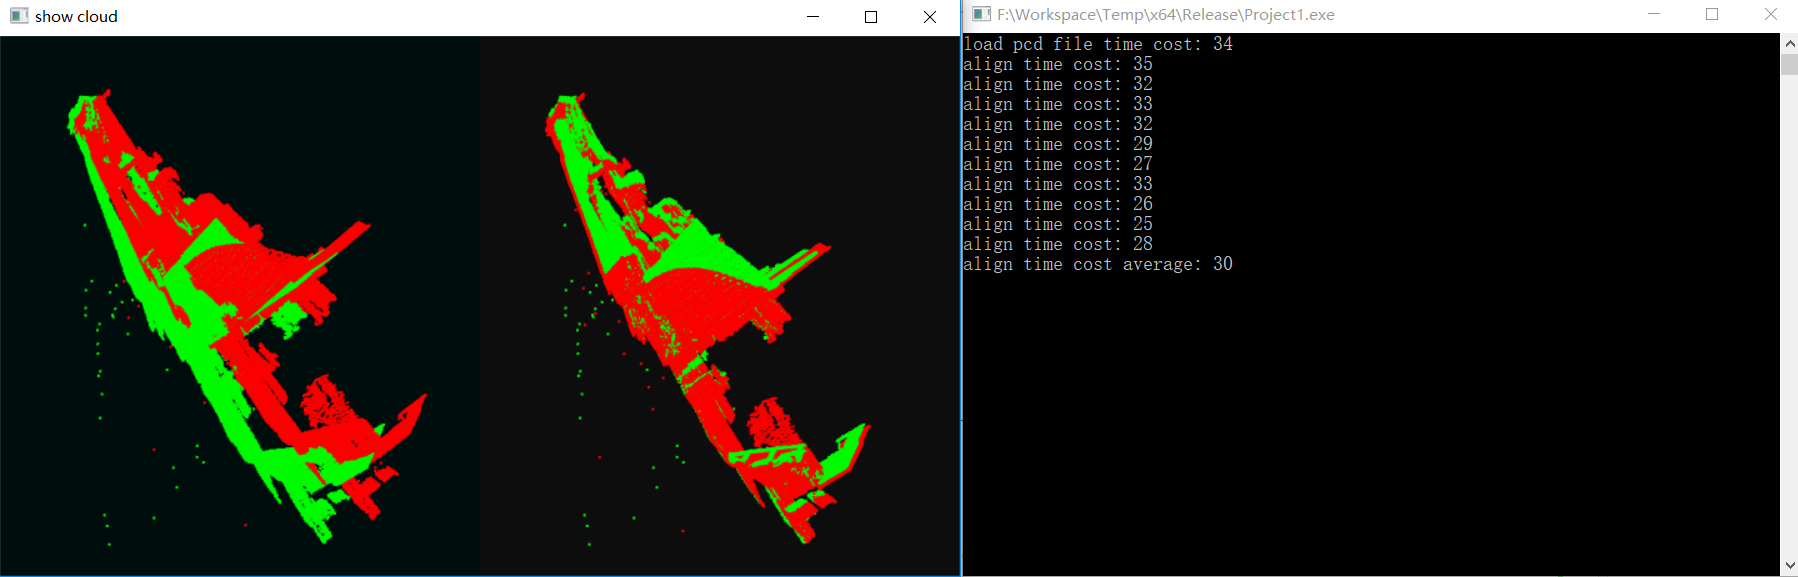 show cloud
F:\Workspace\Temp\x64\Release\Project1.exe
load pcd file time cost: 34
align time cost: 35
align time cost: 32
align time cost: 33
align time cost: 32
align time cost: 29
align time cost: 27
align time cost: 33
align time cost: 26
align time cost: 25
align time cost: 28
align time cost average: 30